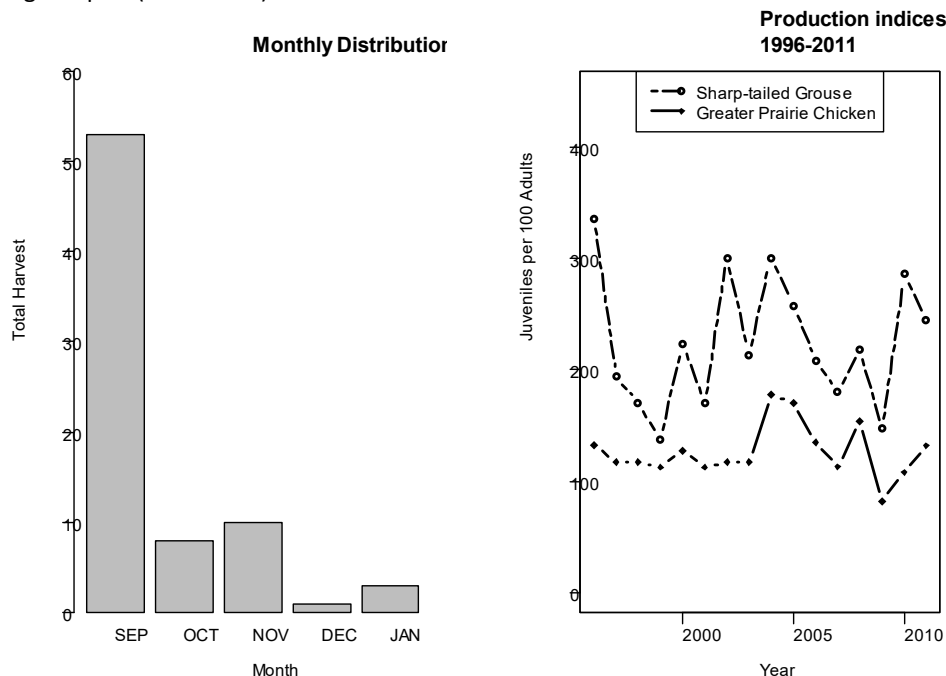 Monthly Distribution
60
50
40
30
20
10
0
Total Harvest
SEP OCT NOV DEC JAN
Month
Production indices
1996-2011
Sharp-tailed Grouse
Greater Prairie Chicken
400
300
200
100
0
Juveniles per 100 Adults
2000 2005 2010
Year